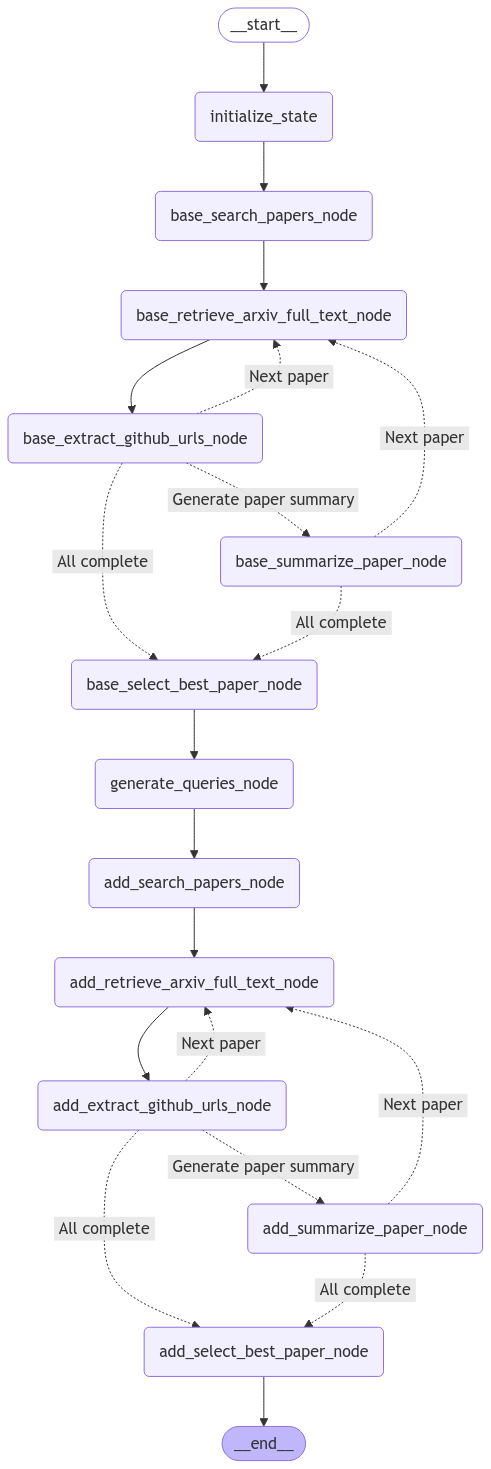 __start__
initialize_state
base_search_papers_node
base_retrieve_arxiv_full_text_node
Next paper
base_extract_github_urls_node
Next paper
Generate paper summary
All complete
base_summarize_paper_node
All complete
base_select_best_paper_node
generate_queries_node
add_search_papers_node
add_retrieve_arxiv_full_text_node
Next paper
add_extract_github_urls_node
Next paper
Generate paper summary
All complete
add_summarize_paper_node
All complete
add_select_best_paper_node
__end__